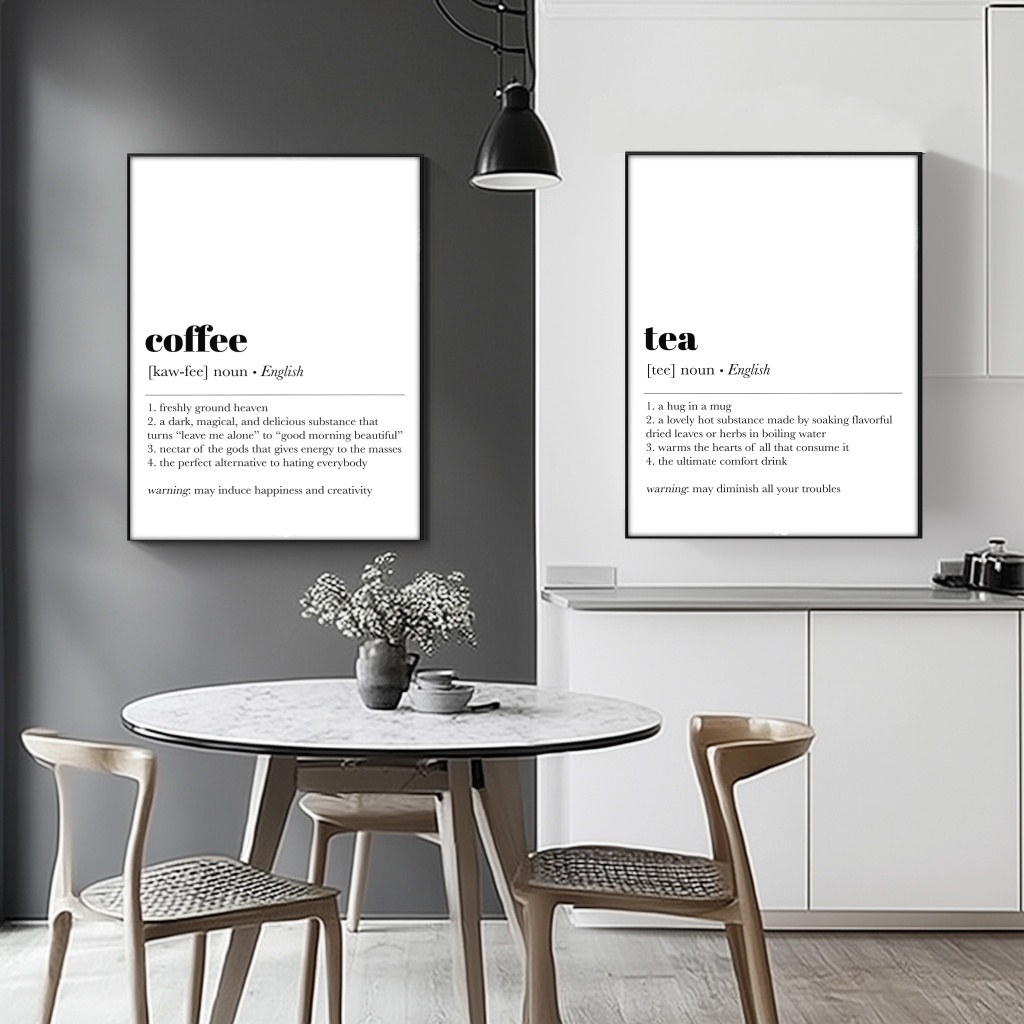 coffee
[kaw-fee] noun • English
1. freshly ground heaven
2. a dark, magical, and delicious substance that
turns “leave me alone” to “good morning beautiful”
3. nectar of the gods that gives energy to the masses
4. the perfect alternative to hating everybody
warning: may induce happiness and creativity
tea
[tee] noun • English
1. a hug in a mug
2. a lovely hot substance made by soaking flavorful
dried leaves or herbs in boiling water
3. warms the hearts of all that consume it
4. the ultimate comfort drink
warning: may diminish all your troubles